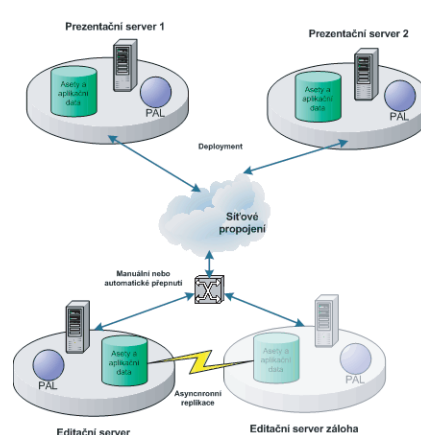 Prezentační server 1
Prezentační server 2
Asety a
aplikační
data
PAL
Asety a
aplikační
data
PAL
Deployment
Síťové
propojení
Manuální nebo
automatické přepnutí
Asety a
aplikační
data
PAL
Asyncnronní
replikace
Asety a
aplikační
data
PAL
Editační server
Editační server záloha